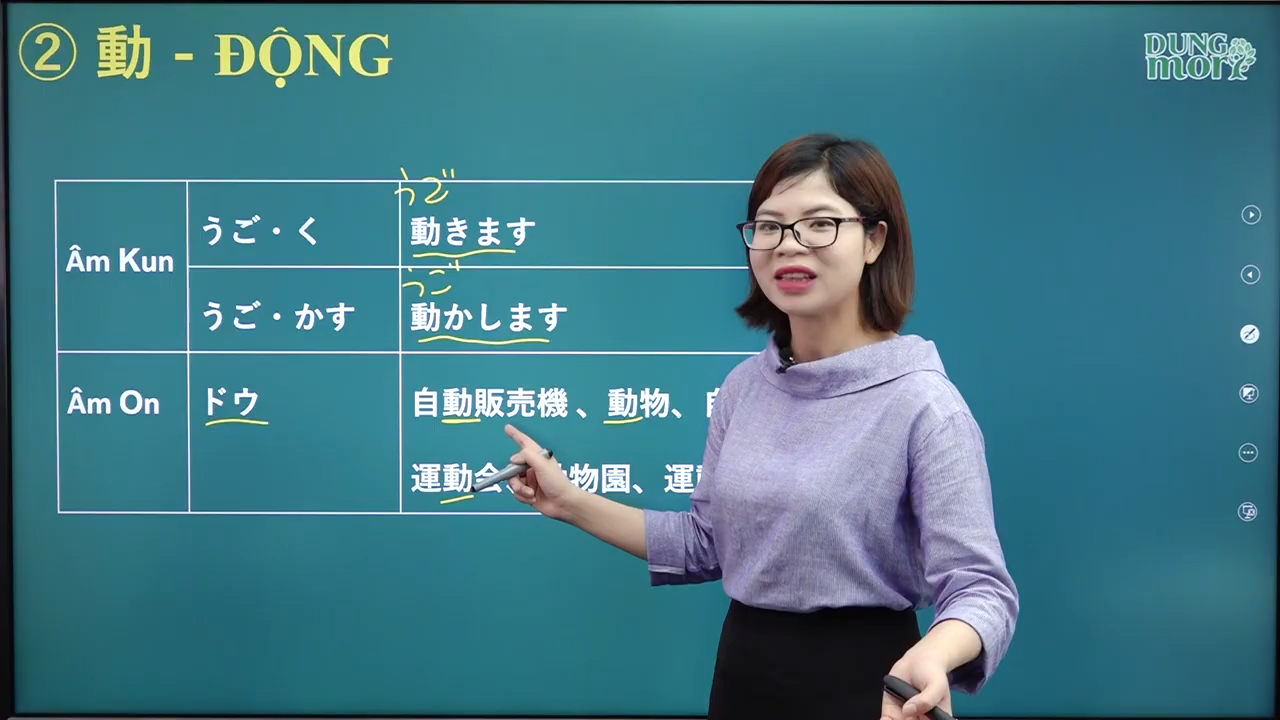 ② 動 - ĐỘNG
DUNG
mori
うご
Âm Kun
うご・く
動きます
うご
うご・かす
動かします
Âm On
ドウ
自動販売機、動物、
運動会、動物園、運